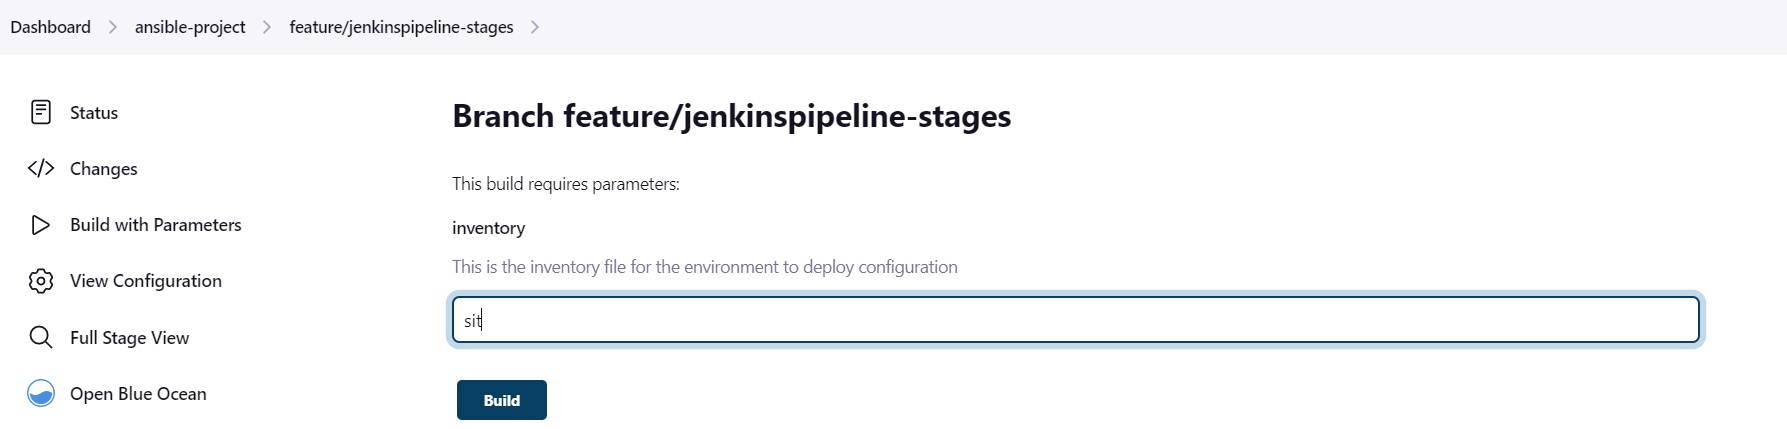 Dashboard > ansible-project > feature/jenkinspipeline-stages >
Status
Changes
Build with Parameters
View Configuration
Full Stage View
Open Blue Ocean
Branch feature/jenkinspipeline-stages
This build requires parameters:
inventory
This is the inventory file for the environment to deploy configuration
sit
Build